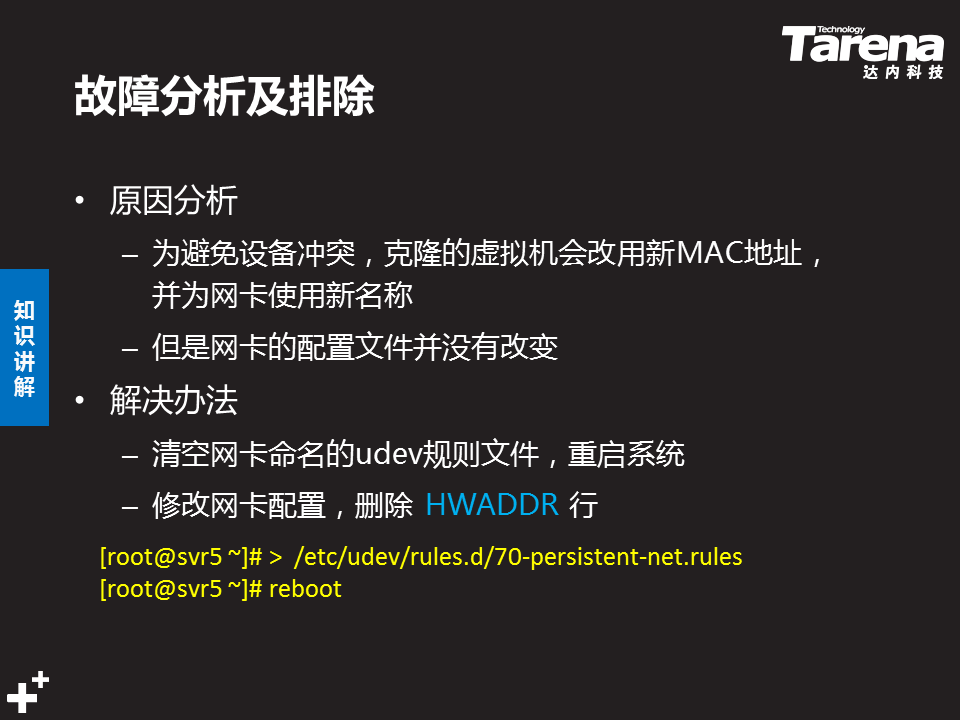 Technology
Tarena
达内科技
故障分析及排除
• 原因分析
– 为避免设备冲突，克隆的虚拟机会改用新MAC地址，
并为网卡使用新名称
– 但是网卡的配置文件并没有改变
知识讲解
• 解决办法
– 清空网卡命名的udev规则文件，重启系统
– 修改网卡配置，删除 HWADDR 行
[root@svr5 ~]# > /etc/udev/rules.d/70-persistent-net.rules
[root@svr5 ~]# reboot